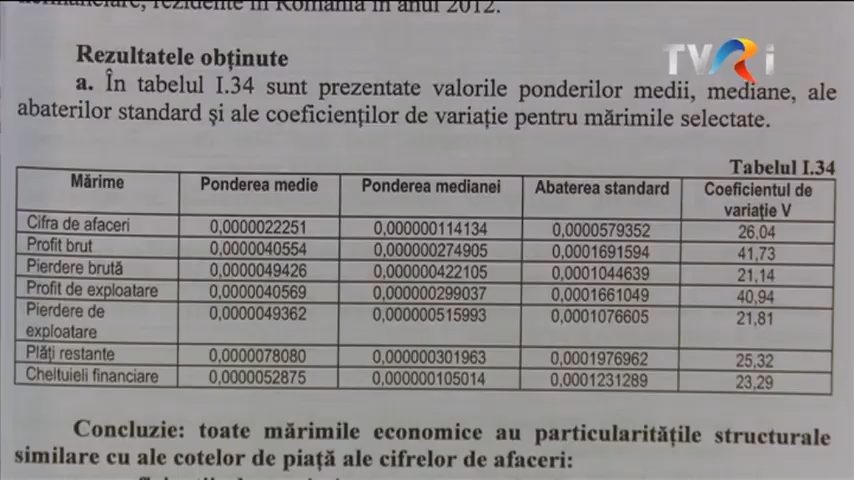 rezidente în România în anul 2012.
Rezultatele obținute
TVR i
a. În tabelul I.34 sunt prezentate valorile ponderilor medii, mediane, ale
abaterilor standard și ale coeficienților de variație pentru mărimile selectate.
Tabelul I.34
Mărime Ponderea medie Ponderea medianei Abaterea standard Coeficientul de
variație V
Cifra de afaceri 0,0000022251 0,000000114134 0,0000579352 26,04
Profit brut 0,0000040554 0,000000274905 0,0001691594 41,73
Pierdere brută 0,0000049426 0,000000422105 0,0001044639 21,14
Profit de exploatare 0,0000040569 0,000000299037 0,0001661049 40,94
Pierdere de 0,0000049362 0,000000515993 0,0001076605 21,81
exploatare
Plăți restante 0,0000078080 0,000000301963 0,0001976962 25,32
Cheltuieli financiare 0,0000052875 0,000000105014 0,0001231289 23,29
Concluzie: toate mărimile economice au particularitățile structurale
similare cu ale cotelor de piață ale cifrelor de afaceri: